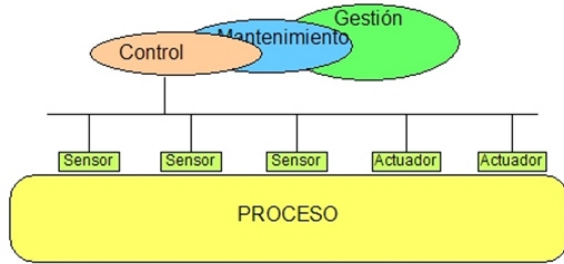 Gestión
Mantenimiento
Control
Sensor Sensor Sensor Actuador Actuador
PROCESO